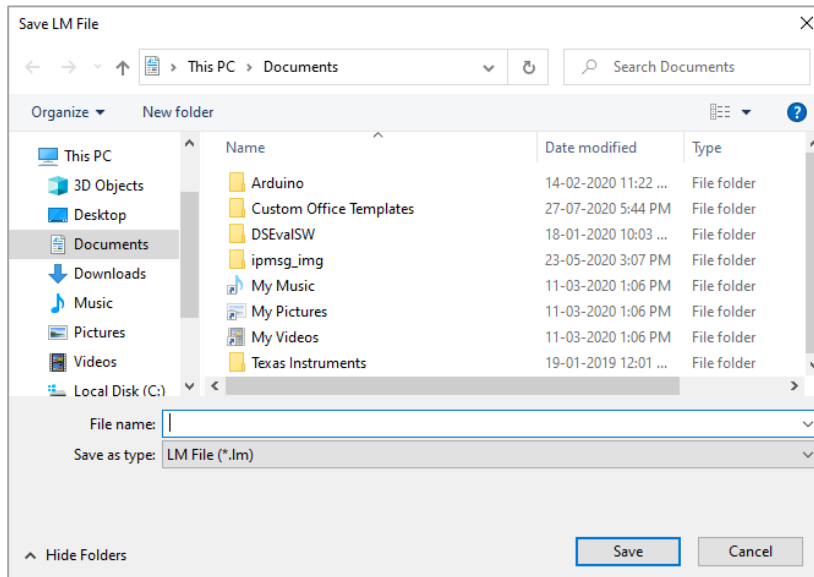 Save LM File
This PC > Documents
Search Documents
Organize
New folder
?
This PC
3D Objects
Desktop
Documents
Downloads
Music
Pictures
Videos
Local Disk (C:)
Name Date modified Type
Arduino 14-02-2020 11:22 ... File folder
Custom Office Templates 27-07-2020 5:44 PM File folder
DSEvalSW 18-01-2020 10:03 ... File folder
ipmsg_img 23-05-2020 3:07 PM File folder
My Music 11-03-2020 1:06 PM File folder
My Pictures 11-03-2020 1:06 PM File folder
My Videos 11-03-2020 1:06 PM File folder
Texas Instruments 19-01-2019 12:01 ... File folder
File name:
Save as type: LM File (*.lm)
Hide Folders
Save
Cancel